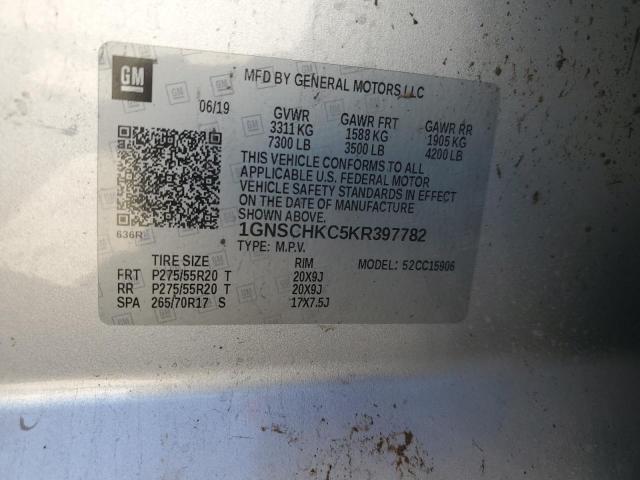 GM
MFD BY GENERAL MOTORS LLC
06/19 GVWR GAWR FRT GAWR RR
3311 KG 1588 KG 1905 KG
7300 LB 3500 LB 4200 LB
THIS VEHICLE CONFORMS TO ALL
APPLICABLE U.S. FEDERAL MOTOR
VEHICLE SAFETY STANDARDS IN EFFECT
ON THE DATE OF MANUFACTURE SHOWN ABOVE.
636R 1GNSCHKC5KR397782
TYPE: M.P.V.
MODEL: 52CC15906
TIRE SIZE RIM
FRT P275/55R20 T 20X9J
RR P275/55R20 T 20X9J
SPA 265/70R17 S 17X7.5J